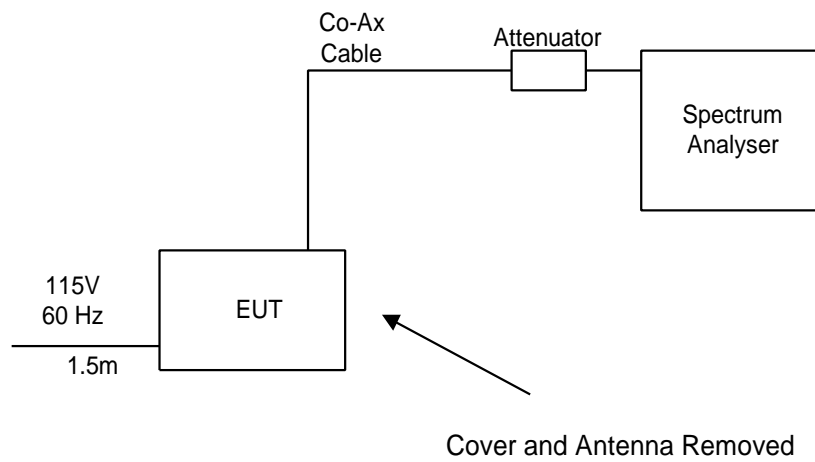 Co-Ax
Cable
Attenuator
Spectrum
Analyser
115V
60 Hz
EUT
1.5m
Cover and Antenna Removed